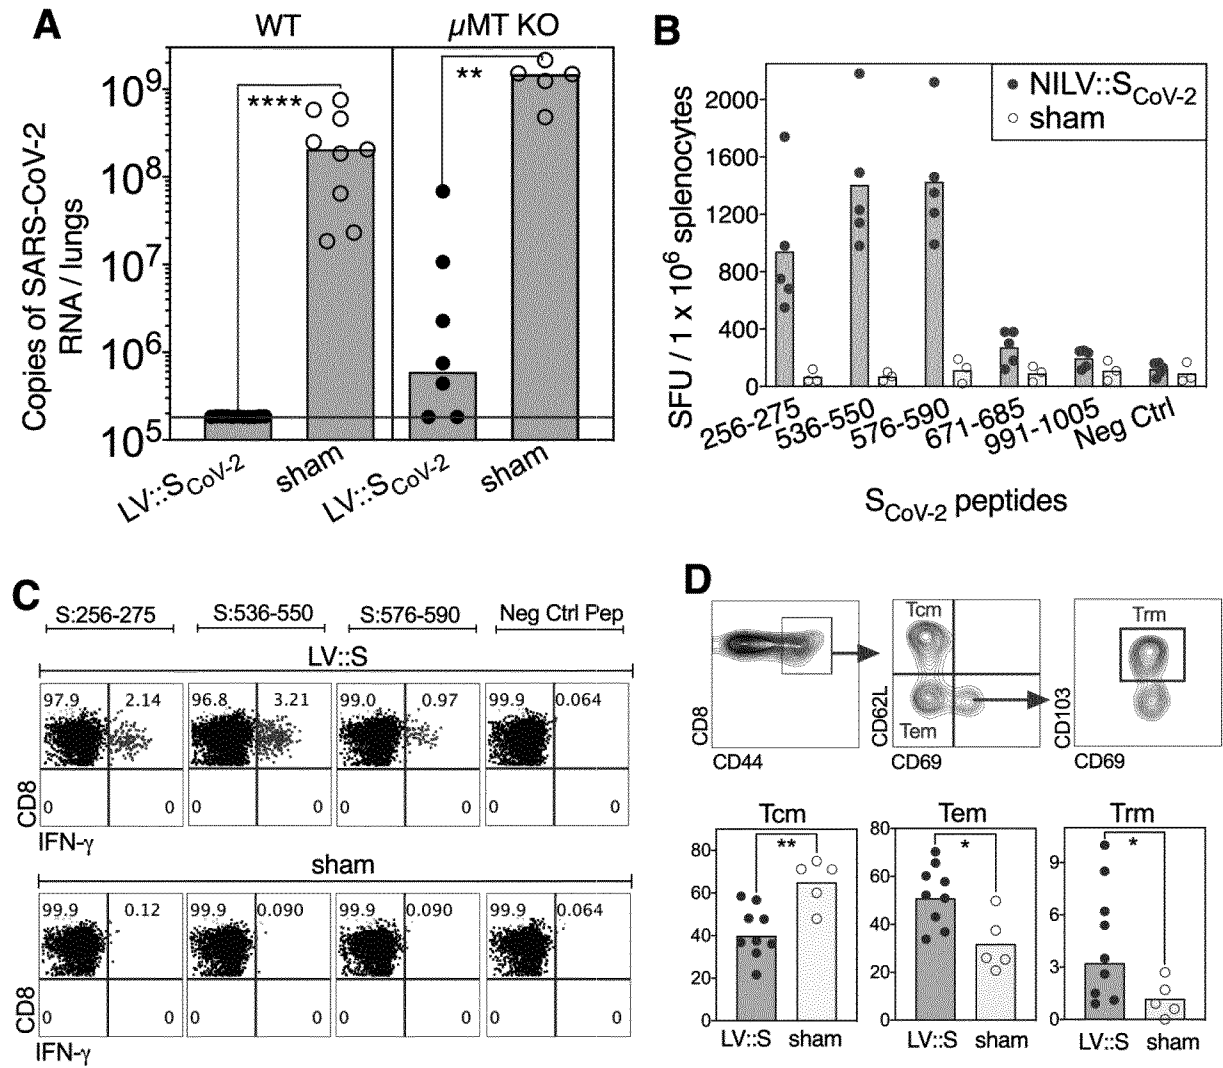 A
WT
µMT KO
Copies of SARS-CoV-2
RNA / lungs
10⁹
10⁸
10⁷
10⁶
10⁵
****
**
LV::S_CoV-2
sham
LV::S_CoV-2
sham
B
SFU / 1 x 10⁶ splenocytes
2000
1600
1200
800
400
0
NILV::S_CoV-2
sham
256-275
536-550
576-590
671-685
991-1005
Neg Ctrl
S_CoV-2 peptides
C
S:256-275
S:536-550
S:576-590
Neg Ctrl Pep
LV::S
97.9 2.14
96.8 3.21
99.0 0.97
99.9 0.064
0 0
0 0
0 0
0 0
CD8
IFN-γ
sham
99.9 0.12
99.9 0.090
99.9 0.090
99.9 0.064
0 0
0 0
0 0
0 0
CD8
IFN-γ
D
CD8
CD44
Tcm
Tem
CD62L
CD69
Trm
CD103
CD69
Tcm
80
60
40
20
0
**
LV::S sham
Tem
80
60
40
20
0
*
LV::S sham
Trm
9
6
3
0
*
LV::S sham